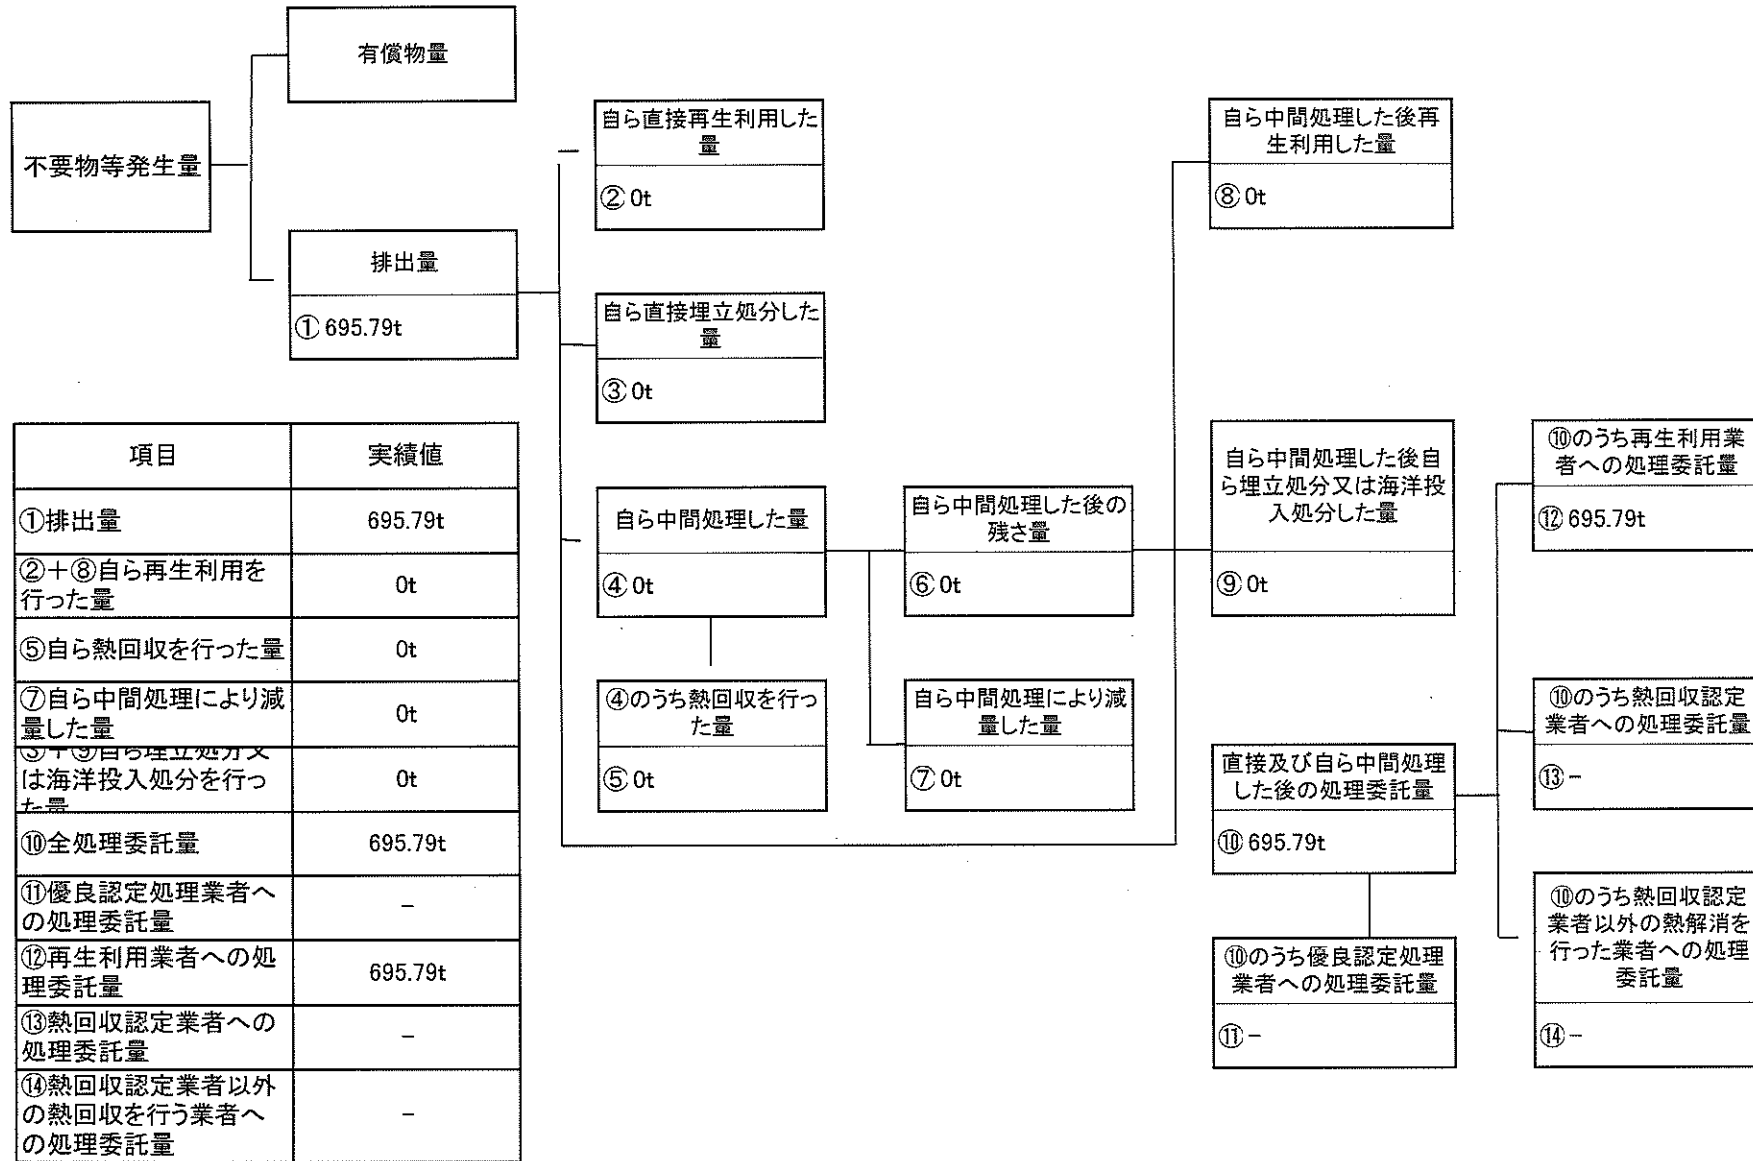 有償物量
不要物等発生量
排出量
① 695.79t
自ら直接再生利用した
量
② 0t
自ら直接埋立処分した
量
③ 0t
自ら中間処理した量
④ 0t
④のうち熱回収を行っ
た量
⑤ 0t
自ら中間処理した後の
残さ量
⑥ 0t
自ら中間処理により減
量した量
⑦ 0t
自ら中間処理した後再
生利用した量
⑧ 0t
自ら中間処理した後自
ら埋立処分又は海洋投
入処分した量
⑨ 0t
直接及び自ら中間処理
した後の処理委託量
⑩ 695.79t
⑩のうち優良認定処理
業者への処理委託量
⑪ −
⑩のうち再生利用業
者への処理委託量
⑫ 695.79t
⑩のうち熱回収認定
業者への処理委託量
⑬ −
⑩のうち熱回収認定
業者以外の熱解消を
行った業者への処理
委託量
⑭ −
項目 実績値
①排出量 695.79t
②＋⑧自ら再生利用を
行った量 0t
⑤自ら熱回収を行った量 0t
⑦自ら中間処理により減
量した量 0t
③＋⑨自ら埋立処分又
は海洋投入処分を行っ
た量 0t
⑩全処理委託量 695.79t
⑪優良認定処理業者へ
の処理委託量 −
⑫再生利用業者への処
理委託量 695.79t
⑬熱回収認定業者への
処理委託量 −
⑭熱回収認定業者以外
の熱回収を行う業者へ
の処理委託量 −